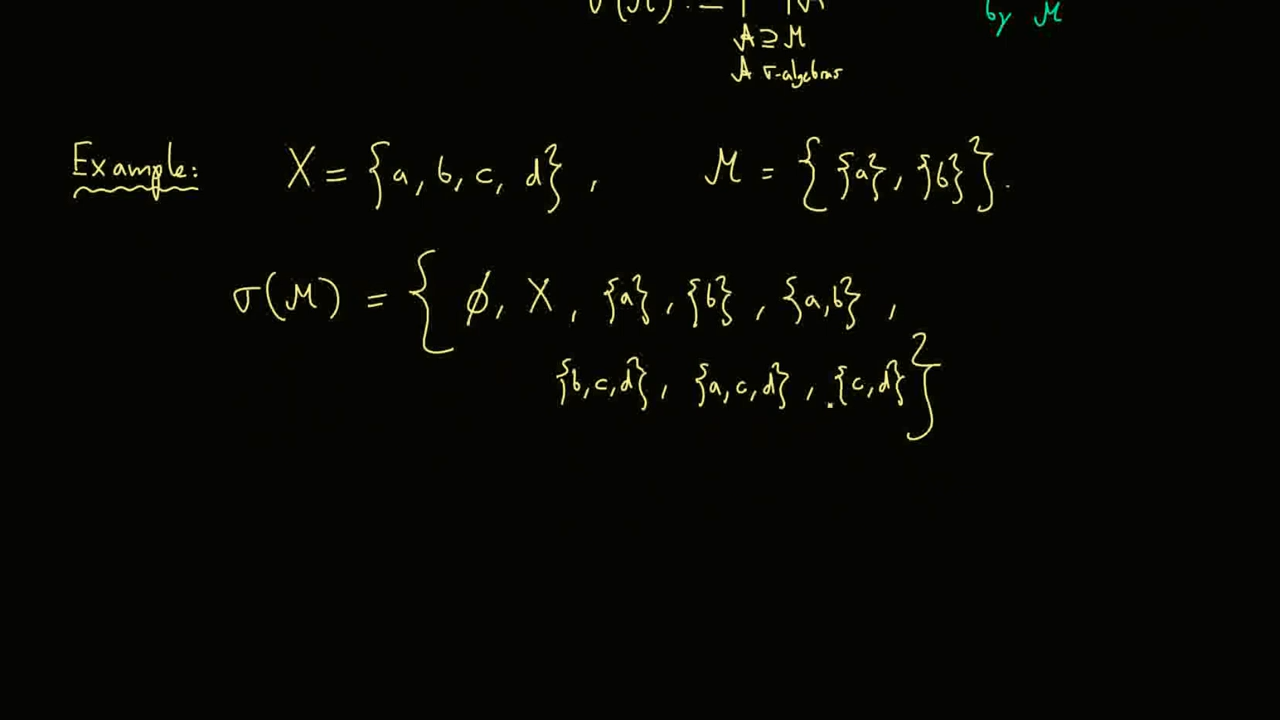 σ(M) :=
by M
A ⊇ M
A σ-algebras
Example: X = {a, b, c, d}, M = {{a}, {b}}.
σ(M) = { ∅, X, {a}, {b}, {a,b},
{b,c,d}, {a,c,d}, {c,d} }